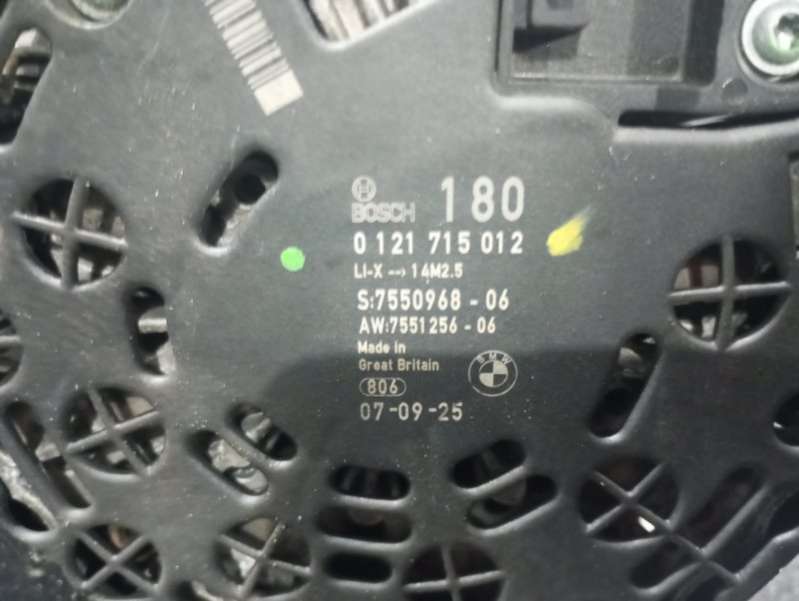 BOSCH 180
0 121 715 012
LI-X --> 14M2.5
S:7550968 - 06
AW:7551256 - 06
Made in
Great Britain
BMW
806
07-09-25